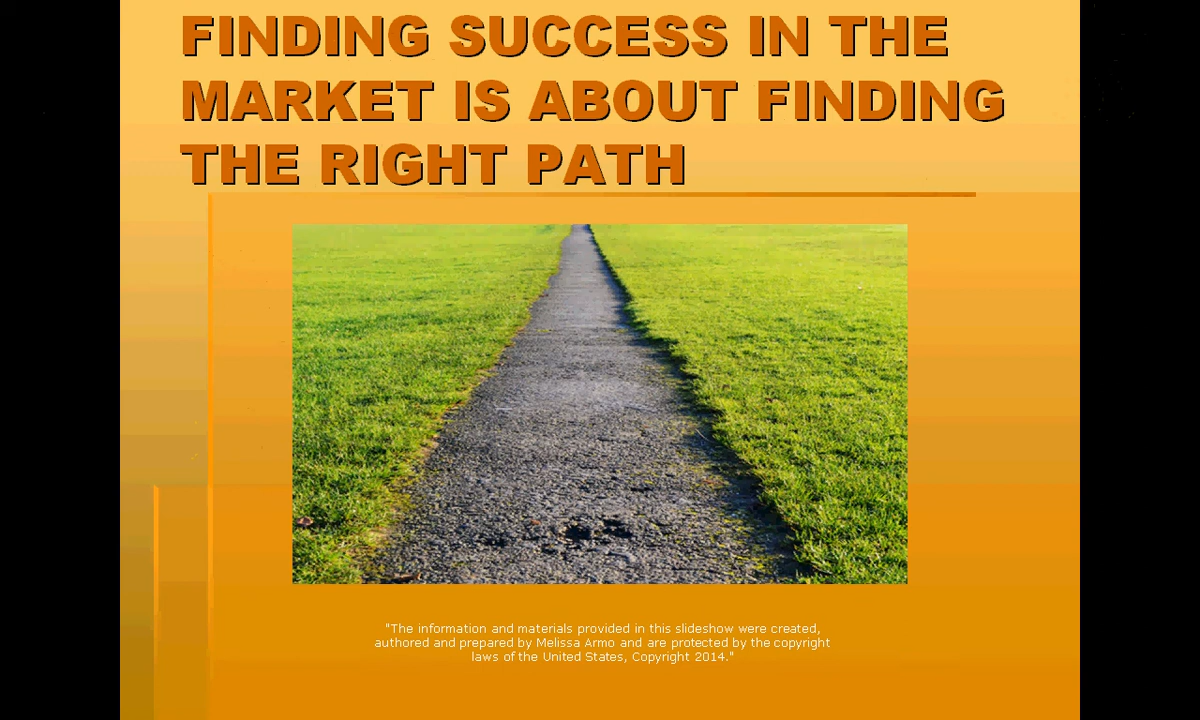 FINDING SUCCESS IN THE
MARKET IS ABOUT FINDING
THE RIGHT PATH
"The information and materials provided in this slideshow were created,
authored and prepared by Melissa Armo and are protected by the copyright
laws of the United States, Copyright 2014."